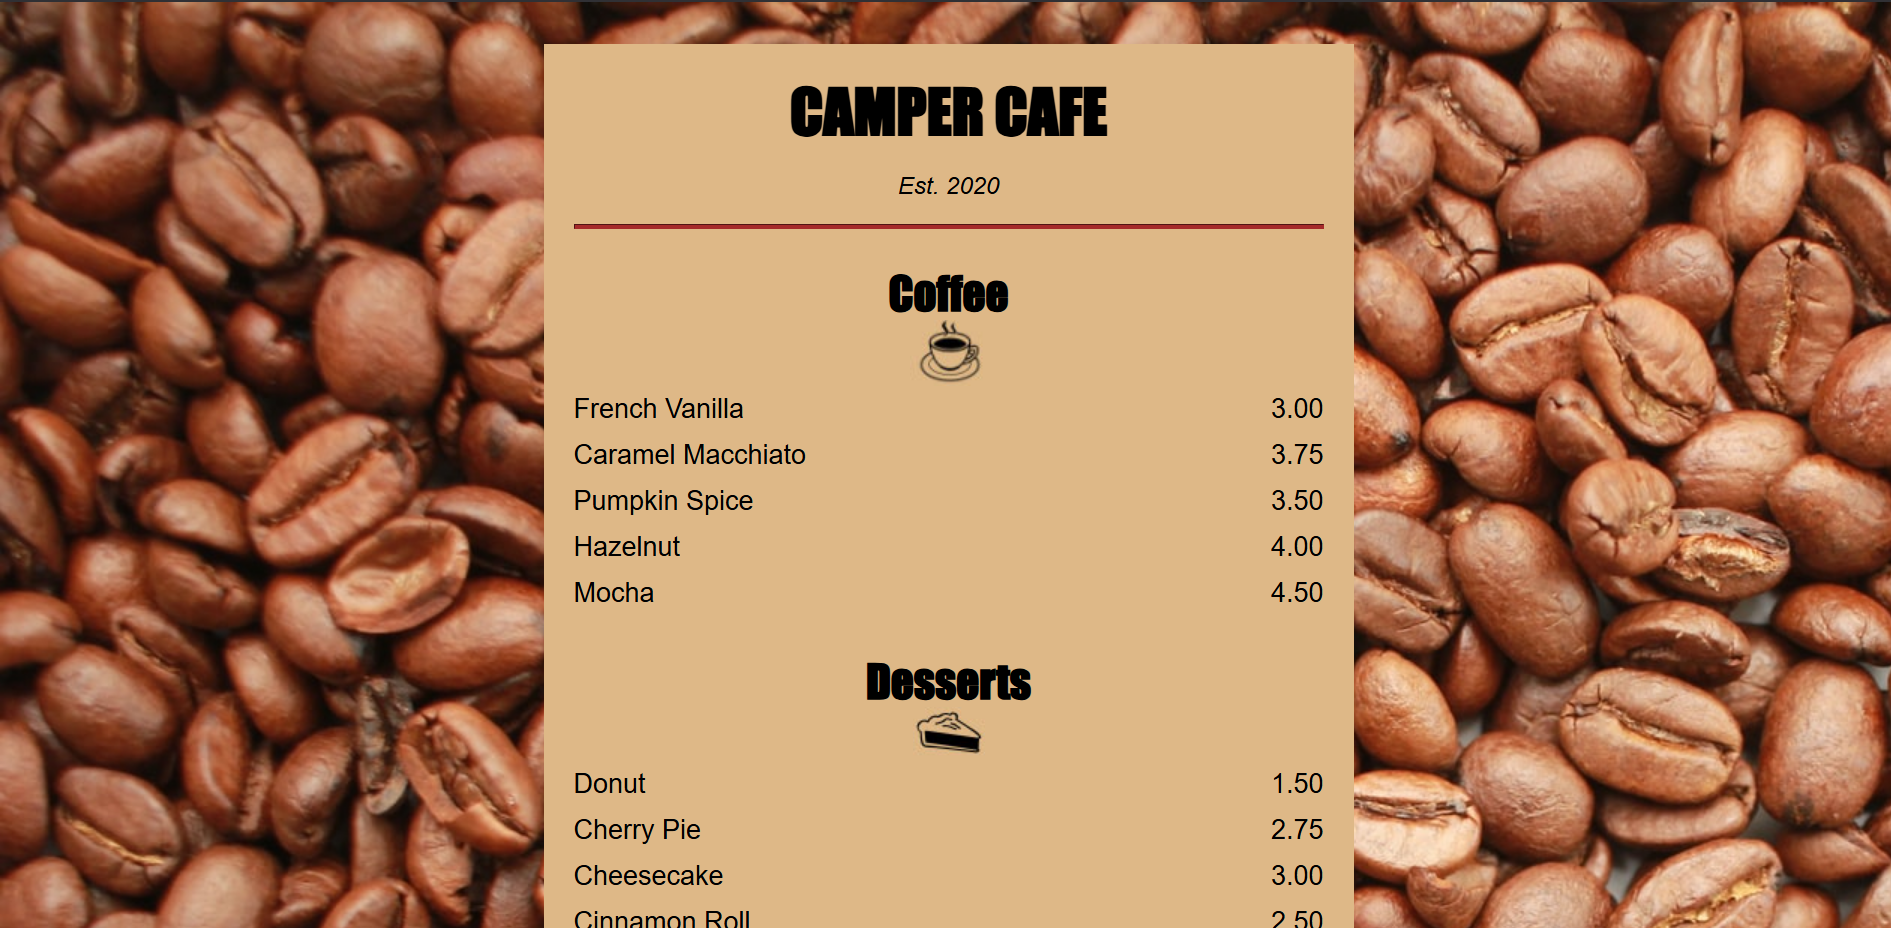 CAMPER CAFE
Est. 2020
Coffee
French Vanilla 3.00
Caramel Macchiato 3.75
Pumpkin Spice 3.50
Hazelnut 4.00
Mocha 4.50
Desserts
Donut 1.50
Cherry Pie 2.75
Cheesecake 3.00
Cinnamon Roll 2.50